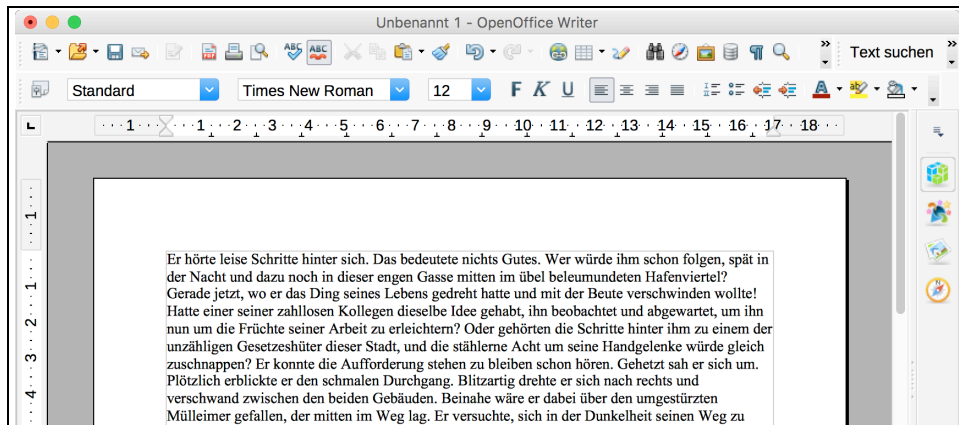 Unbenannt 1 - OpenOffice Writer
ABC ABC Text suchen
Standard Times New Roman 12 F K U A ab
1 1 2 3 4 5 6 7 8 9 10 11 12 13 14 15 16 17 18
1
1
2
3
4
Er hörte leise Schritte hinter sich. Das bedeutete nichts Gutes. Wer würde ihm schon folgen, spät in
der Nacht und dazu noch in dieser engen Gasse mitten im übel beleumundeten Hafenviertel?
Gerade jetzt, wo er das Ding seines Lebens gedreht hatte und mit der Beute verschwinden wollte!
Hatte einer seiner zahllosen Kollegen dieselbe Idee gehabt, ihn beobachtet und abgewartet, um ihn
nun um die Früchte seiner Arbeit zu erleichtern? Oder gehörten die Schritte hinter ihm zu einem der
unzähligen Gesetzeshüter dieser Stadt, und die stählerne Acht um seine Handgelenke würde gleich
zuschnappen? Er konnte die Aufforderung stehen zu bleiben schon hören. Gehetzt sah er sich um.
Plötzlich erblickte er den schmalen Durchgang. Blitzartig drehte er sich nach rechts und
verschwand zwischen den beiden Gebäuden. Beinahe wäre er dabei über den umgestürzten
Mülleimer gefallen, der mitten im Weg lag. Er versuchte, sich in der Dunkelheit seinen Weg zu